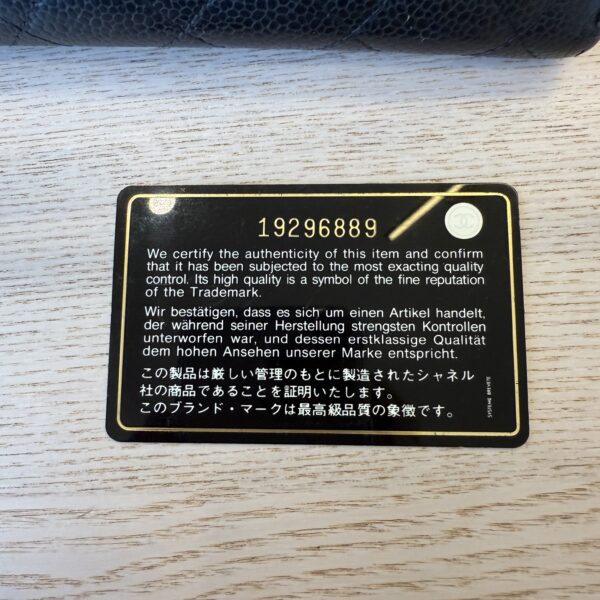 19296889
We certify the authenticity of this item and confirm
that it has been subjected to the most exacting quality
control. Its high quality is a symbol of the fine reputation
of the Trademark.
Wir bestätigen, dass es sich um einen Artikel handelt,
der während seiner Herstellung strengsten Kontrollen
unterworfen war, und dessen erstklassige Qualität
dem hohen Ansehen unserer Marke entspricht.
この製品は厳しい管理のもとに製造されたシャネル
社の商品であることを証明いたします。
このブランド・マークは最高級品質の象徴です。
SYSTEME BREVETE